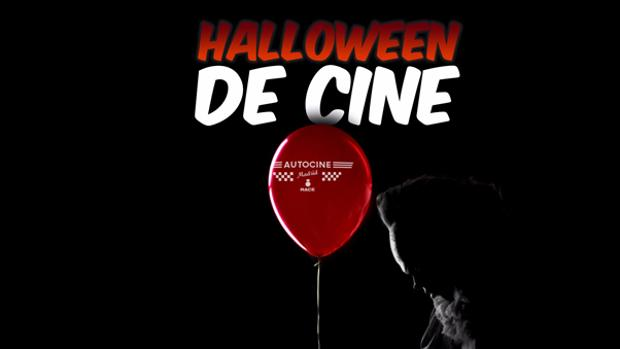 HALLOWEEN
DE CINE
AUTOCINE
Madrid
RACE